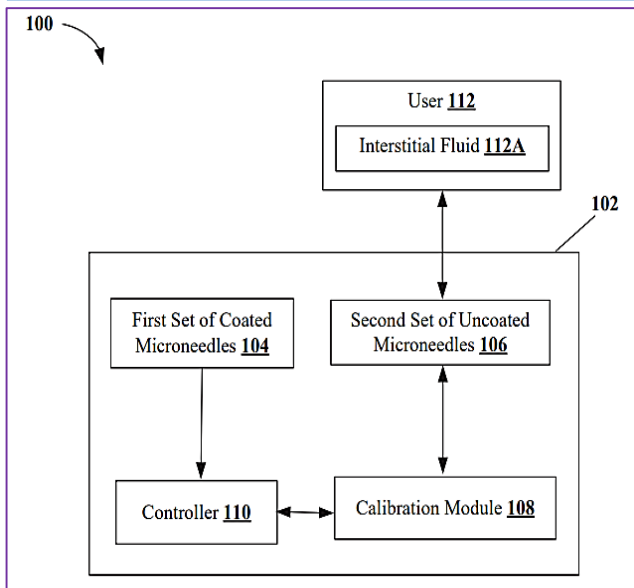 100
User 112
Interstitial Fluid 112A
102
First Set of Coated
Microneedles 104
Second Set of Uncoated
Microneedles 106
Controller 110
Calibration Module 108